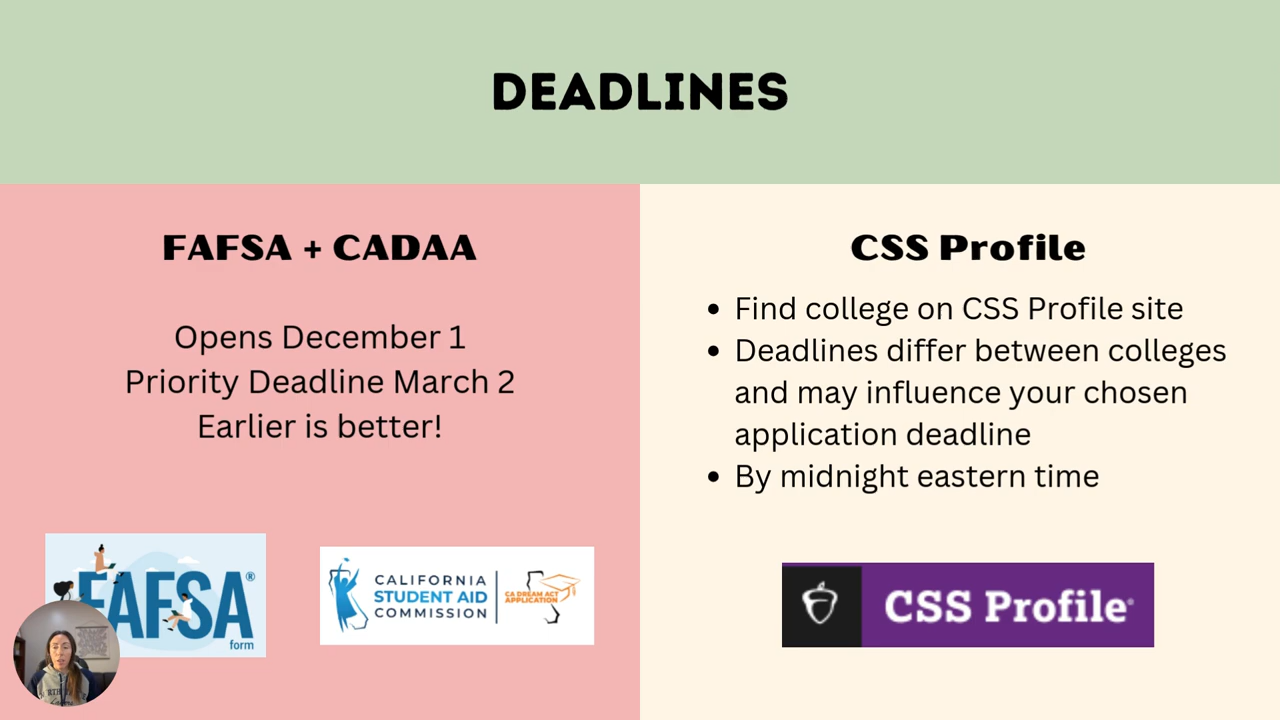 DEADLINES
FAFSA + CADAA
Opens December 1
Priority Deadline March 2
Earlier is better!
FAFSA®
form
CALIFORNIA
STUDENT AID
COMMISSION
CA DREAM ACT
APPLICATION
CSS Profile
• Find college on CSS Profile site
• Deadlines differ between colleges
and may influence your chosen
application deadline
• By midnight eastern time
CSS Profile®